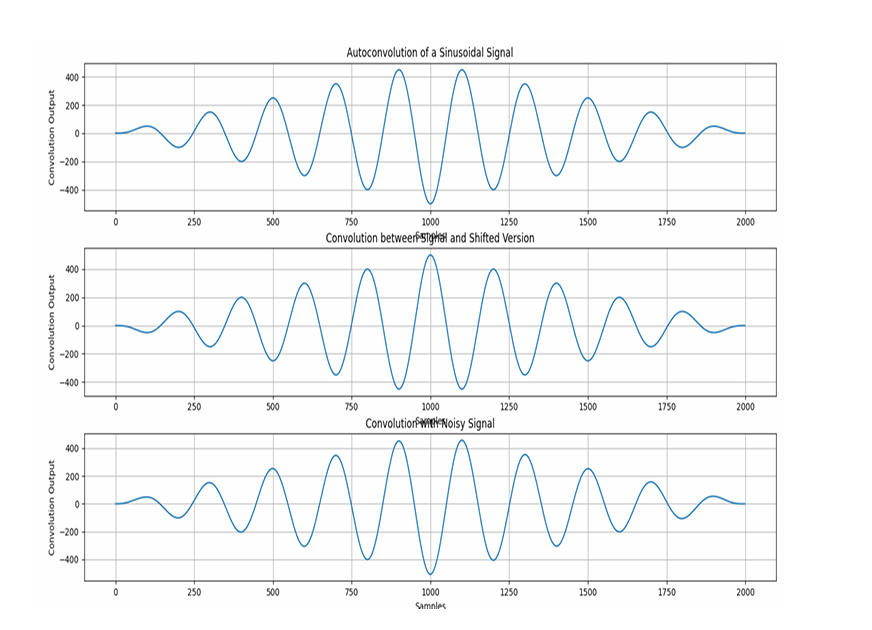 Autoconvolution of a Sinusoidal Signal
Convolution Output
400
200
0
−200
−400
0 250 500 750 1000 1250 1500 1750 2000
Samples
Convolution between Signal and Shifted Version
Convolution Output
400
200
0
−200
−400
0 250 500 750 1000 1250 1500 1750 2000
Samples
Convolution with Noisy Signal
Convolution Output
400
200
0
−200
−400
0 250 500 750 1000 1250 1500 1750 2000
Samples